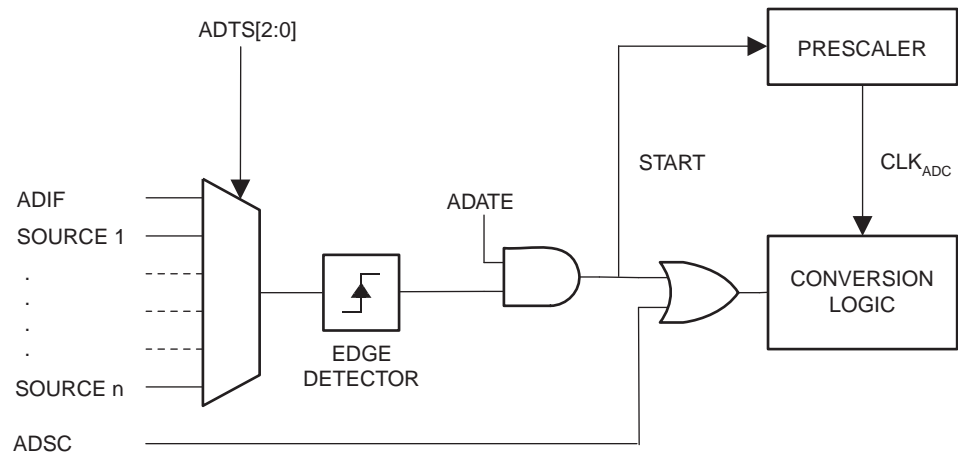 ADTS[2:0]
PRESCALER
START
CLKADC
ADIF
ADATE
SOURCE 1
.
.
.
.
CONVERSION
LOGIC
EDGE
DETECTOR
SOURCE n
ADSC